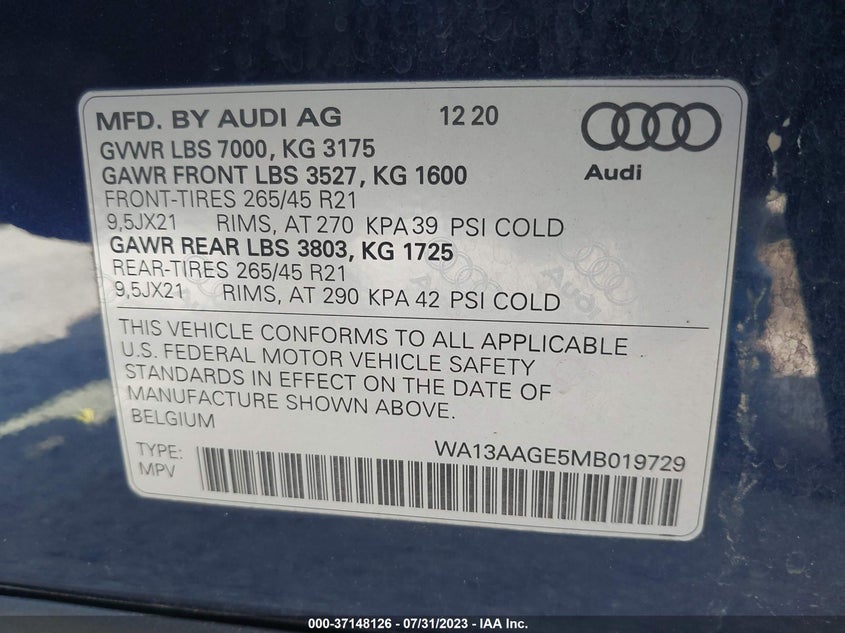 MFD. BY AUDI AG 12 20
Audi
GVWR LBS 7000, KG 3175
GAWR FRONT LBS 3527, KG 1600
FRONT-TIRES 265/45 R21
9,5JX21 RIMS, AT 270 KPA 39 PSI COLD
GAWR REAR LBS 3803, KG 1725
REAR-TIRES 265/45 R21
9,5JX21 RIMS, AT 290 KPA 42 PSI COLD
THIS VEHICLE CONFORMS TO ALL APPLICABLE
U.S. FEDERAL MOTOR VEHICLE SAFETY
STANDARDS IN EFFECT ON THE DATE OF
MANUFACTURE SHOWN ABOVE.
BELGIUM
TYPE: WA13AAGE5MB019729
MPV
000-37148126 - 07/31/2023 - IAA Inc.